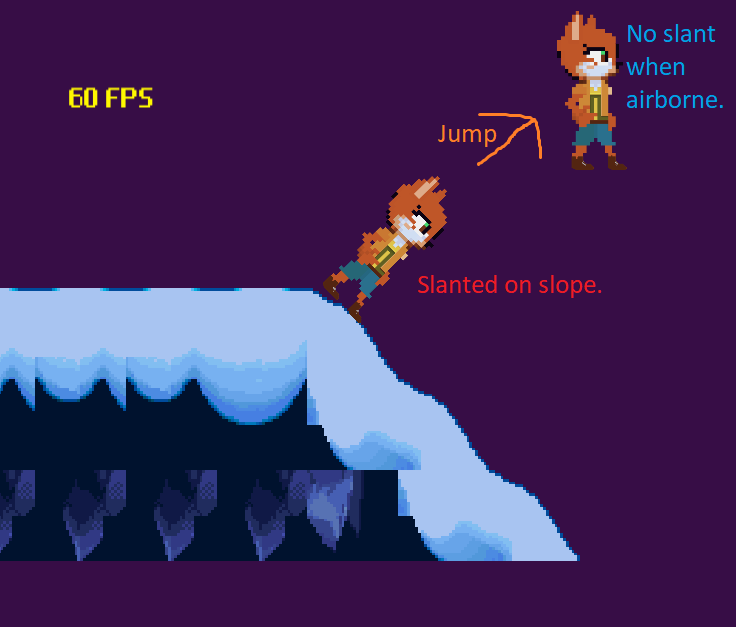 No slant
when
airborne.
60 FPS
Jump
Slanted on slope.